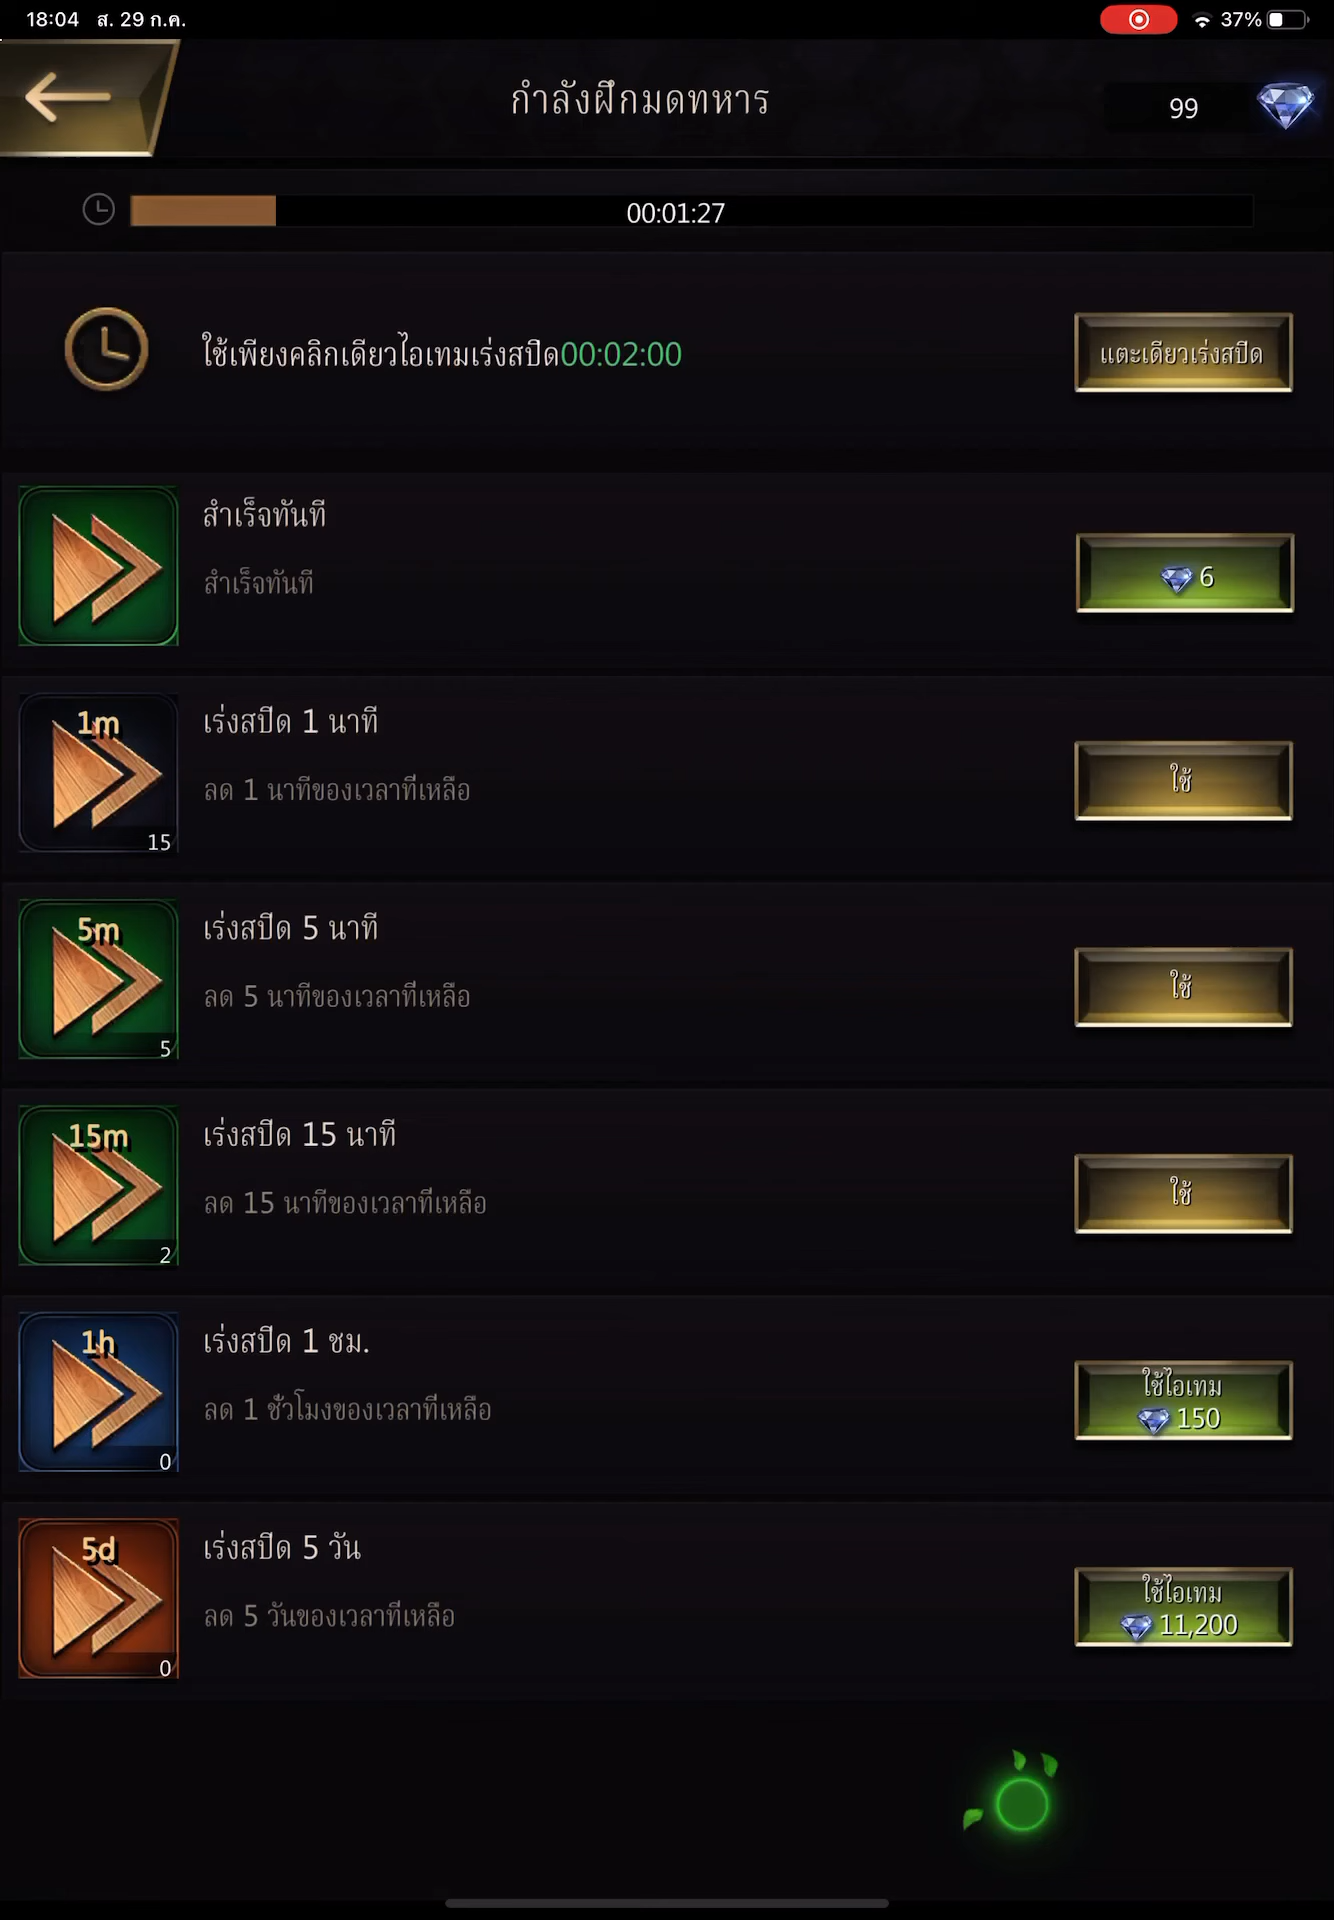 18:04 ส. 29 ก.ค.
37%
กำลังฝึกมดทหาร
99
00:01:27
ใช้เพียงคลิกเดียวไอเทมเร่งสปีด00:02:00
แตะเดียวเร่งสปีด
สำเร็จทันที
สำเร็จทันที
6
1m
15
เร่งสปีด 1 นาที
ลด 1 นาทีของเวลาที่เหลือ
ใช้
5m
5
เร่งสปีด 5 นาที
ลด 5 นาทีของเวลาที่เหลือ
ใช้
15m
2
เร่งสปีด 15 นาที
ลด 15 นาทีของเวลาที่เหลือ
ใช้
1h
0
เร่งสปีด 1 ชม.
ลด 1 ชั่วโมงของเวลาที่เหลือ
ใช้ไอเทม
150
5d
0
เร่งสปีด 5 วัน
ลด 5 วันของเวลาที่เหลือ
ใช้ไอเทม
11,200